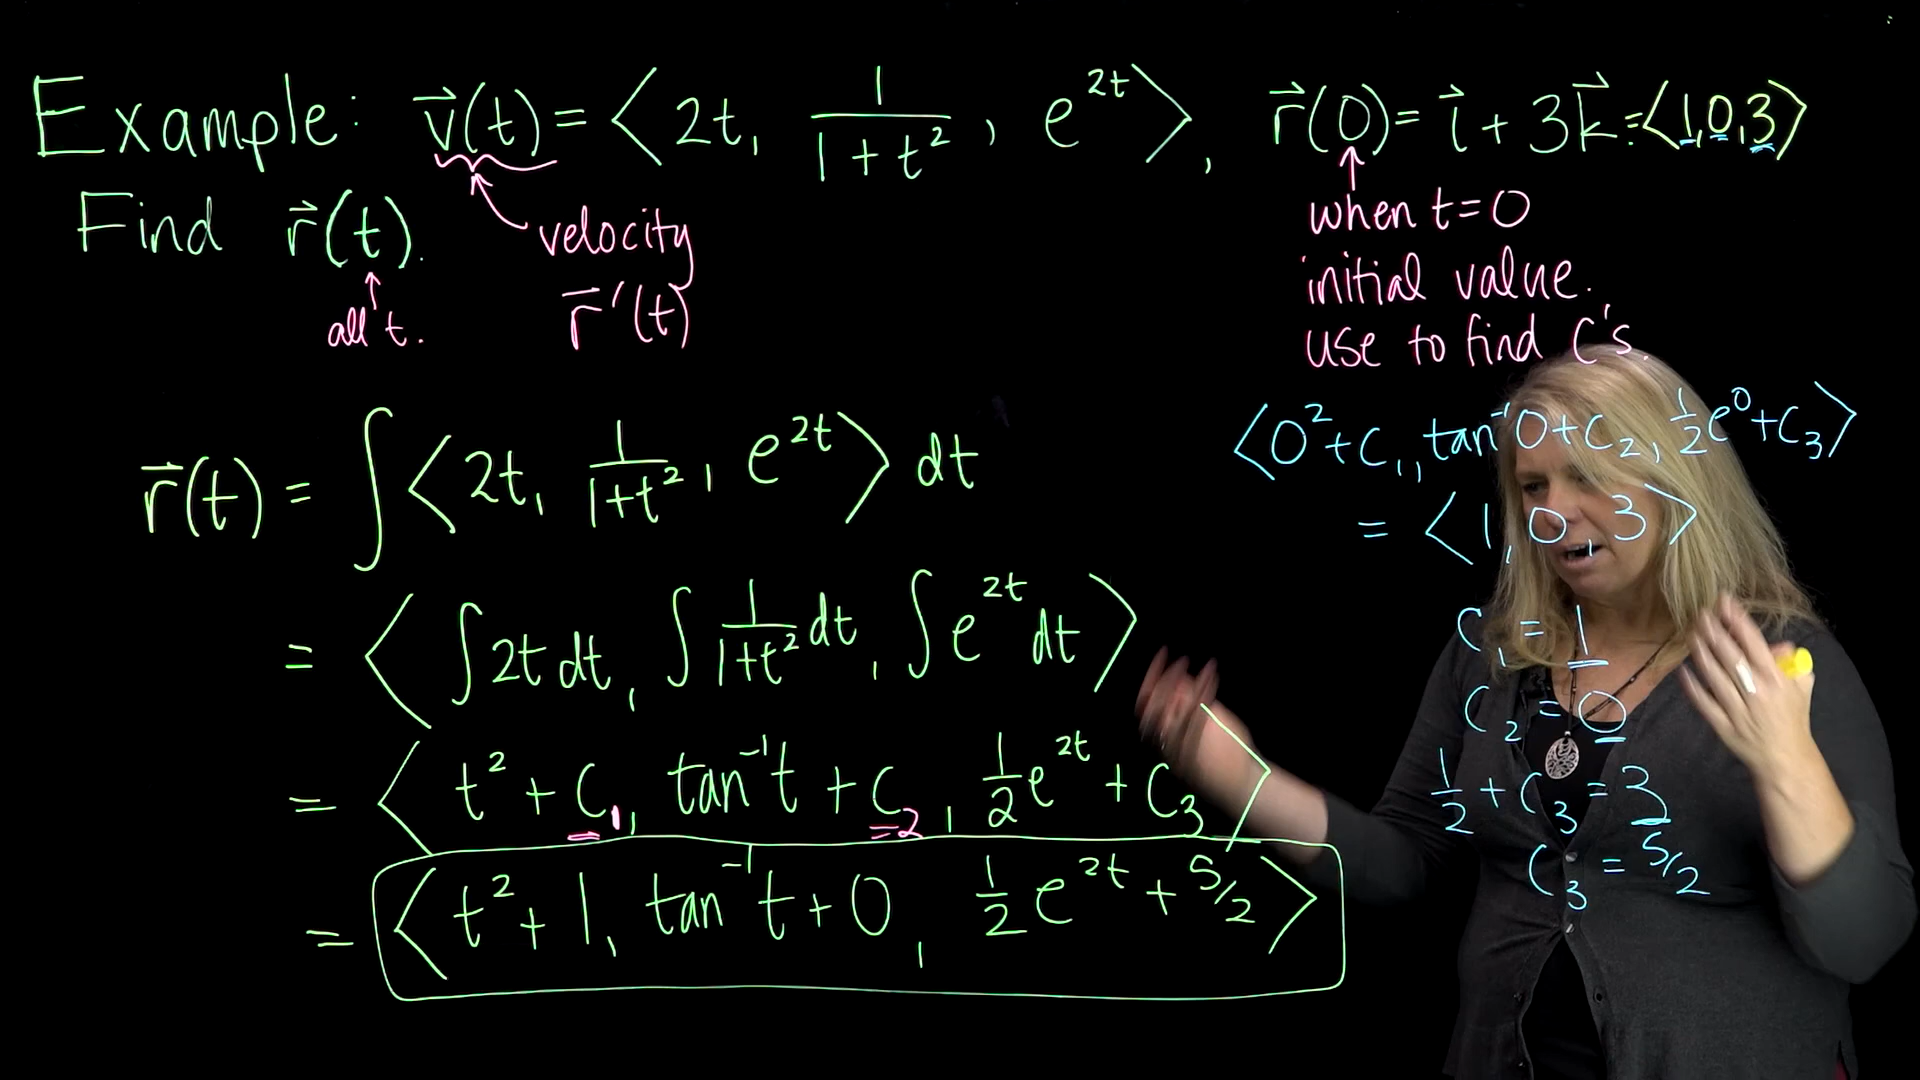 Example: v⃗(t) = ⟨2t, 1/(1+t²), e^{2t}⟩, r⃗(0) = i⃗ + 3k⃗ = ⟨1,0,3⟩
Find r⃗(t).
all t.
velocity
r⃗′(t)
when t=0
initial value.
use to find C's.
r⃗(t) = ∫⟨2t, 1/(1+t²), e^{2t}⟩ dt
= ⟨∫2t dt, ∫ 1/(1+t²) dt, ∫e^{2t} dt⟩
= ⟨t² + C₁, tan⁻¹t + C₂, ½e^{2t} + C₃⟩
= ⟨t² + 1, tan⁻¹t + 0, ½e^{2t} + 5/2⟩
⟨0²+C₁, tan⁻¹0+C₂, ½e⁰+C₃⟩
= ⟨1, 0, 3⟩
C₁ = 1
C₂ = 0
½ + C₃ = 3
C₃ = 5/2